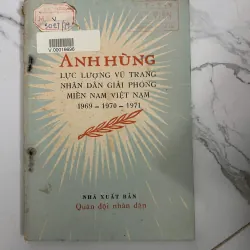 V.00016698
ANH HÙNG
LỰC LƯỢNG VŨ TRANG
NHÂN DÂN GIẢI PHÓNG
MIỀN NAM VIỆT NAM
1969 - 1970 - 1971
NHÀ XUẤT BẢN
Quân đội nhân dân